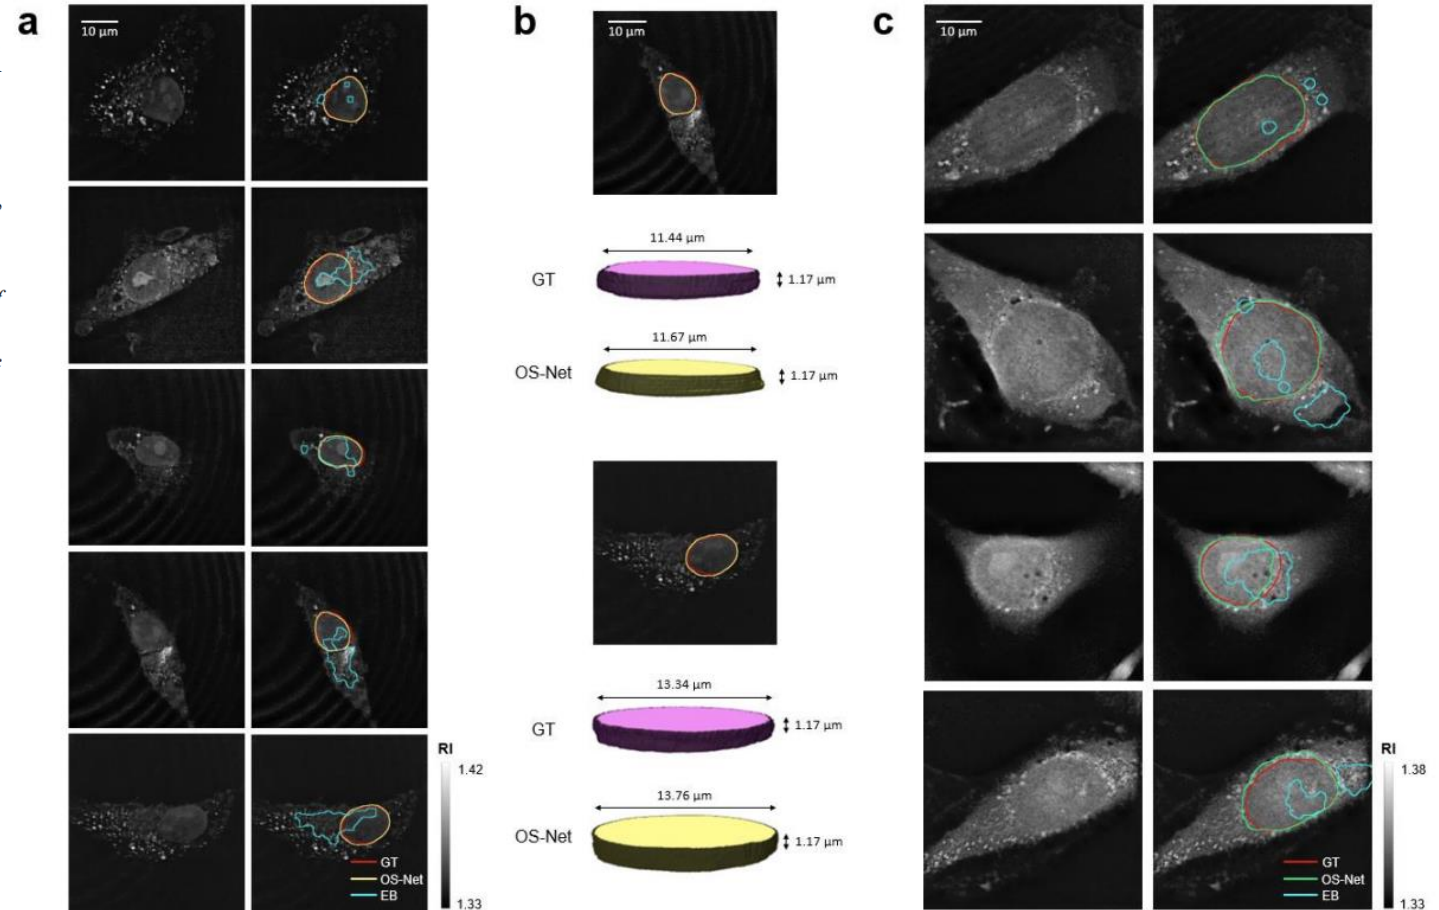 a
10 µm
RI
1.42
GT
OS-Net
EB
1.33
b
10 µm
11.44 µm
GT
1.17 µm
11.67 µm
OS-Net
1.17 µm
13.34 µm
GT
1.17 µm
13.76 µm
OS-Net
1.17 µm
c
10 µm
RI
1.38
GT
OS-Net
EB
1.33